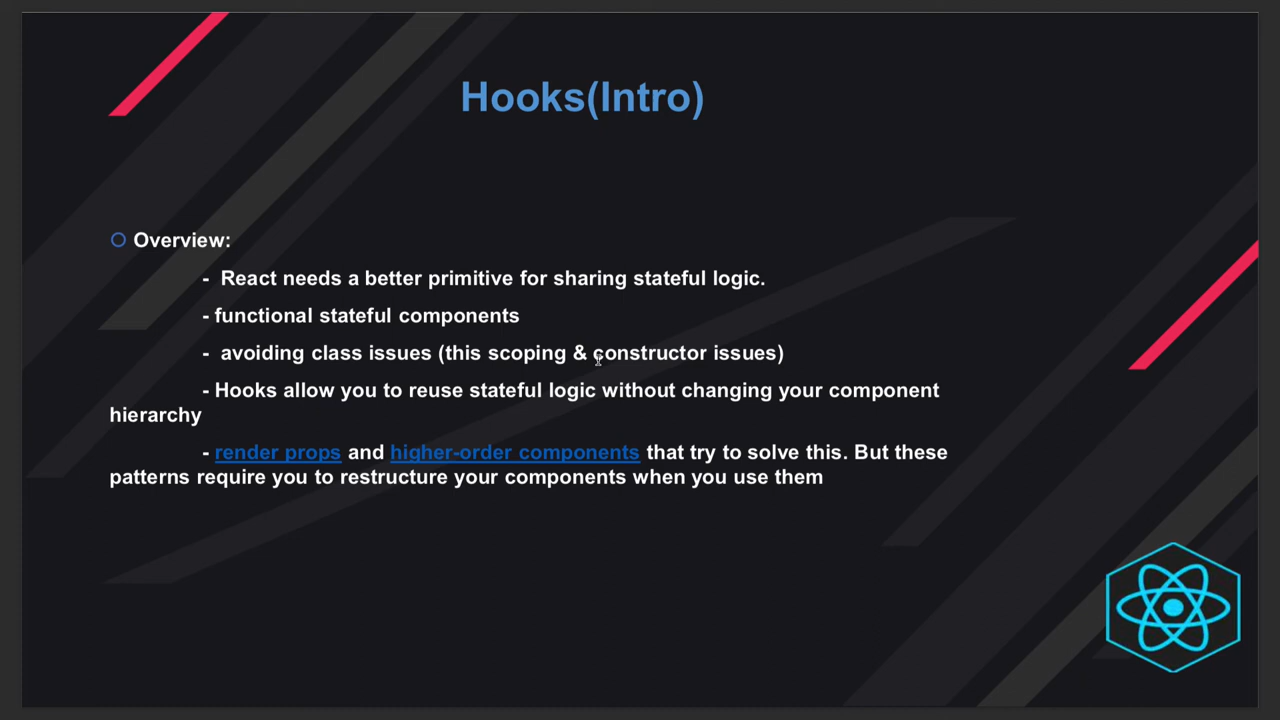 Hooks(Intro)
Overview:
- React needs a better primitive for sharing stateful logic.
- functional stateful components
- avoiding class issues (this scoping & constructor issues)
- Hooks allow you to reuse stateful logic without changing your component
hierarchy
- render props and higher-order components that try to solve this. But these
patterns require you to restructure your components when you use them